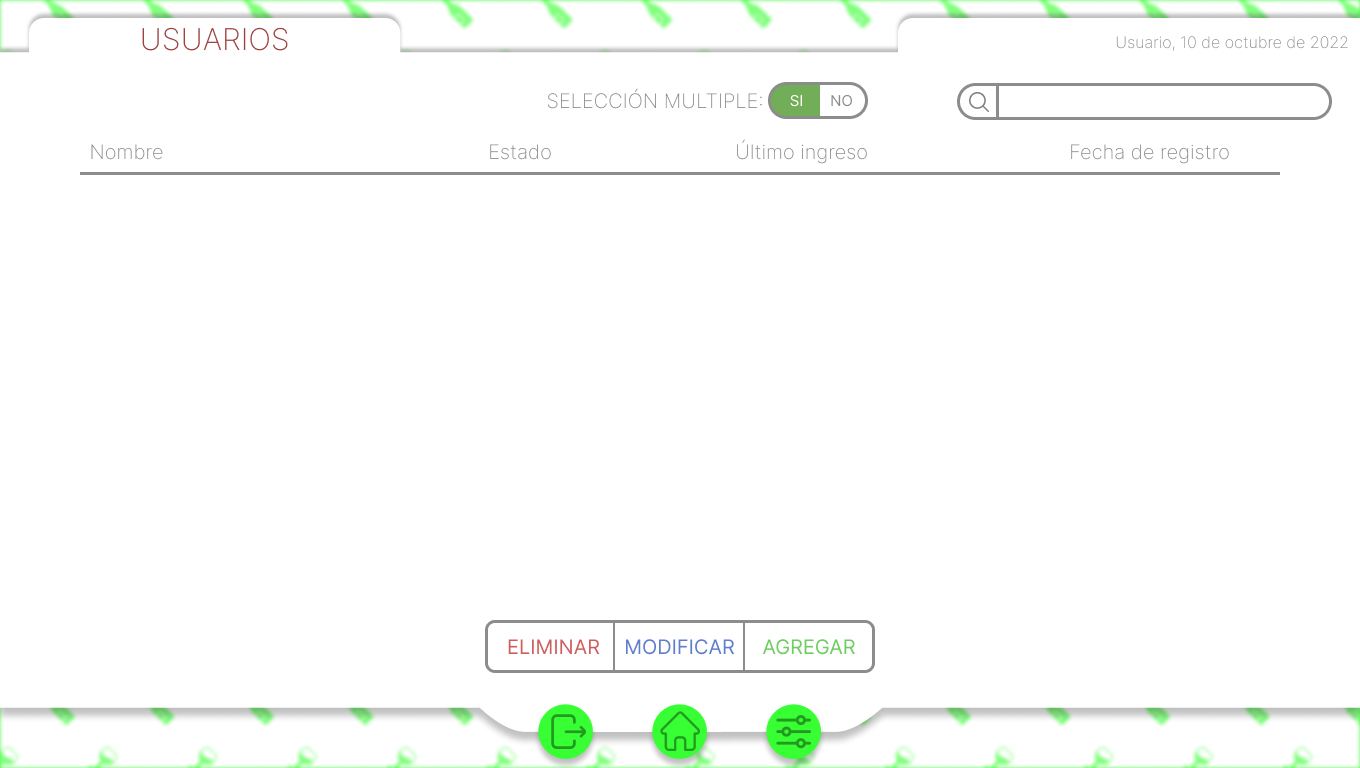 USUARIOS
Usuario, 10 de octubre de 2022
SELECCIÓN MULTIPLE: SI NO
Nombre Estado Último ingreso Fecha de registro
ELIMINAR MODIFICAR AGREGAR